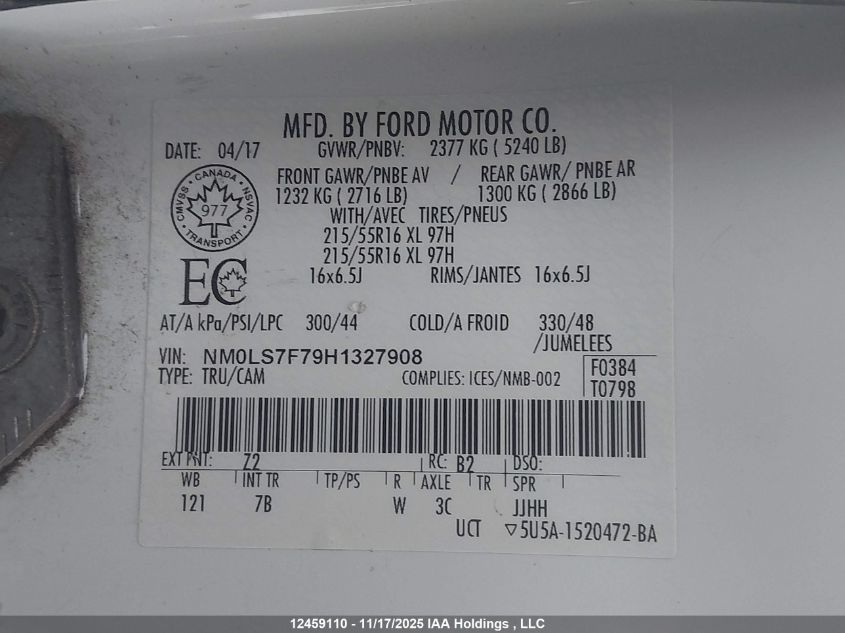 MFD. BY FORD MOTOR CO.
DATE: 04/17 GVWR/PNBV: 2377 KG ( 5240 LB)
FRONT GAWR/PNBE AV / REAR GAWR/ PNBE AR
1232 KG ( 2716 LB) 1300 KG ( 2866 LB)
WITH/AVEC TIRES/PNEUS
215/55R16 XL 97H
215/55R16 XL 97H
16x6.5J RIMS/JANTES 16x6.5J
CANADA
CMVSS 977 NSVAC
TRANSPORT
EC
AT/A kPa/PSI/LPC 300/44 COLD/A FROID 330/48
/JUMELEES
VIN: NM0LS7F79H1327908
TYPE: TRU/CAM COMPLIES: ICES/NMB-002
F0384
T0798
EXT PNT: Z2 RC: B2 DSO:
WB INT TR TP/PS R AXLE TR SPR
121 7B W 3C JJHH
UCT ▽5U5A-1520472-BA
12459110 - 11/17/2025 IAA Holdings , LLC